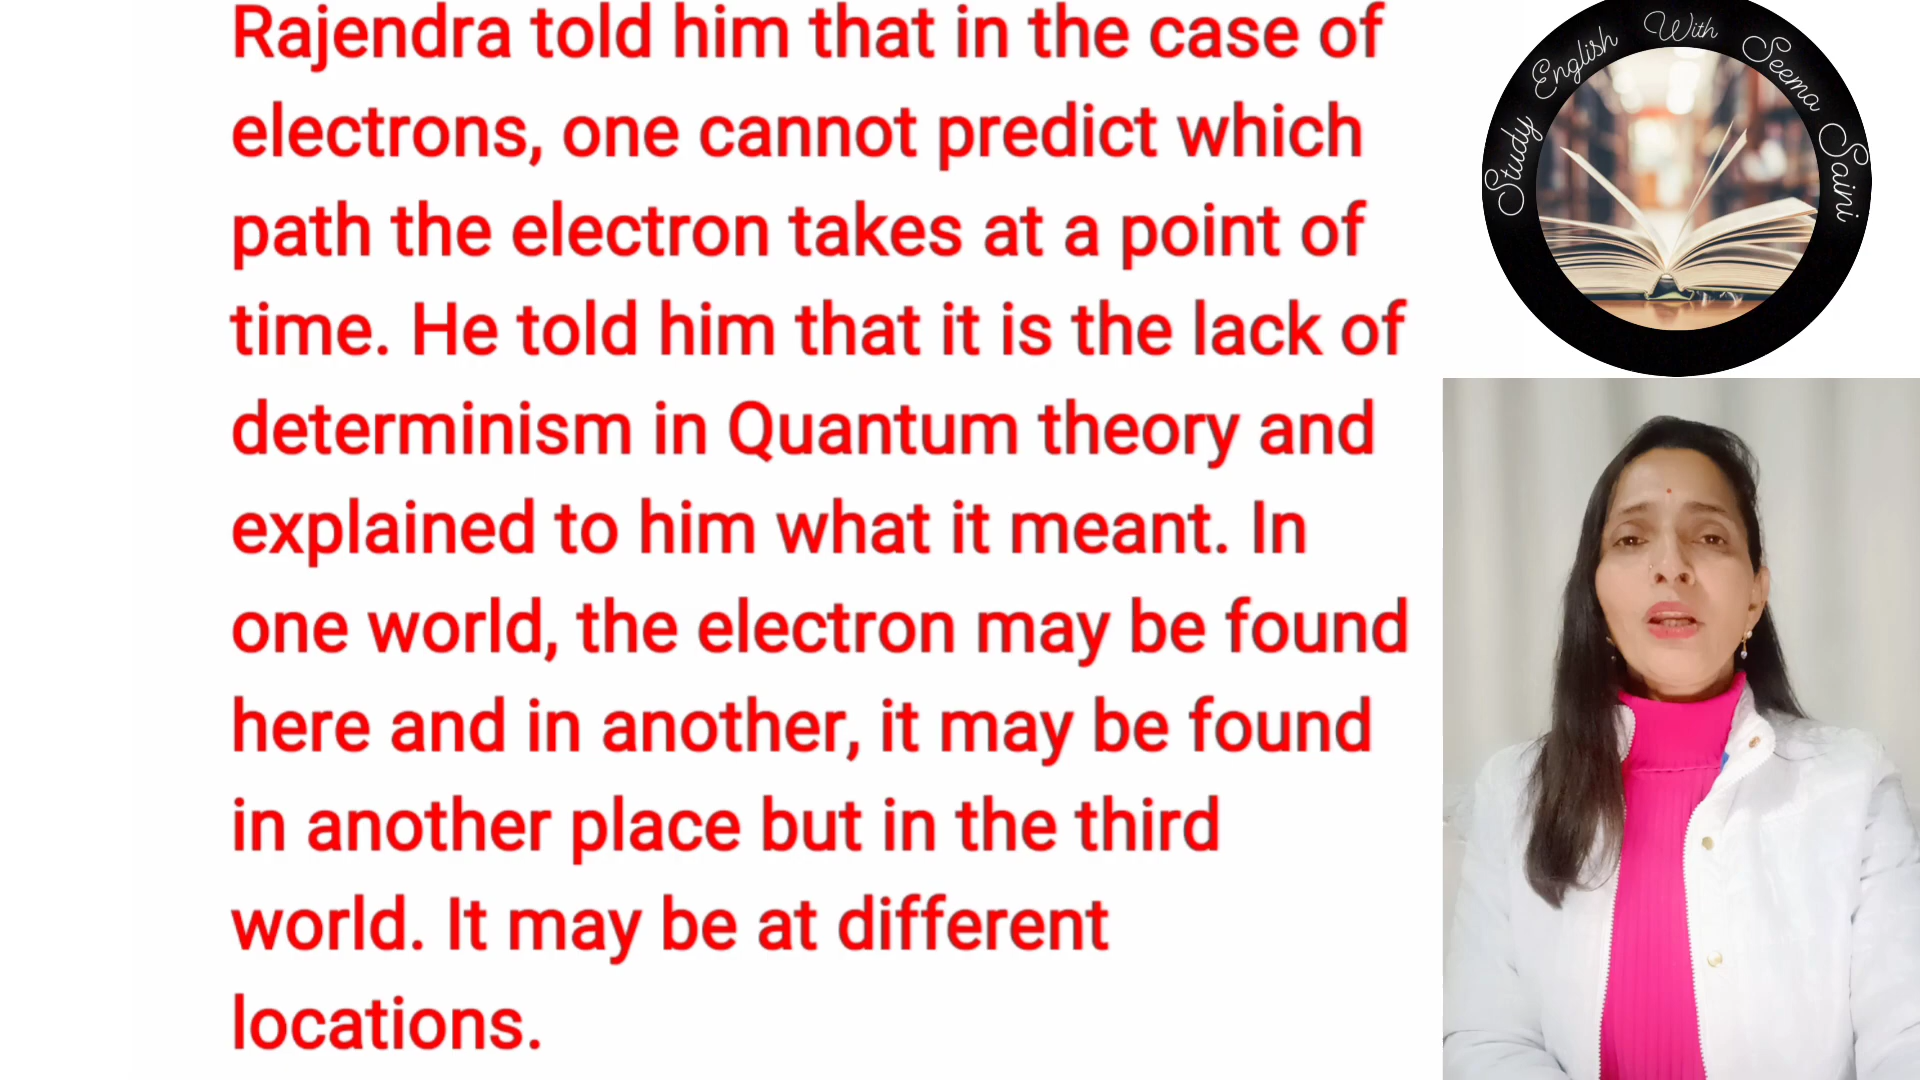 Rajendra told him that in the case of
electrons, one cannot predict which
path the electron takes at a point of
time. He told him that it is the lack of
determinism in Quantum theory and
explained to him what it meant. In
one world, the electron may be found
here and in another, it may be found
in another place but in the third
world. It may be at different
locations.
Study English With Seema Saini